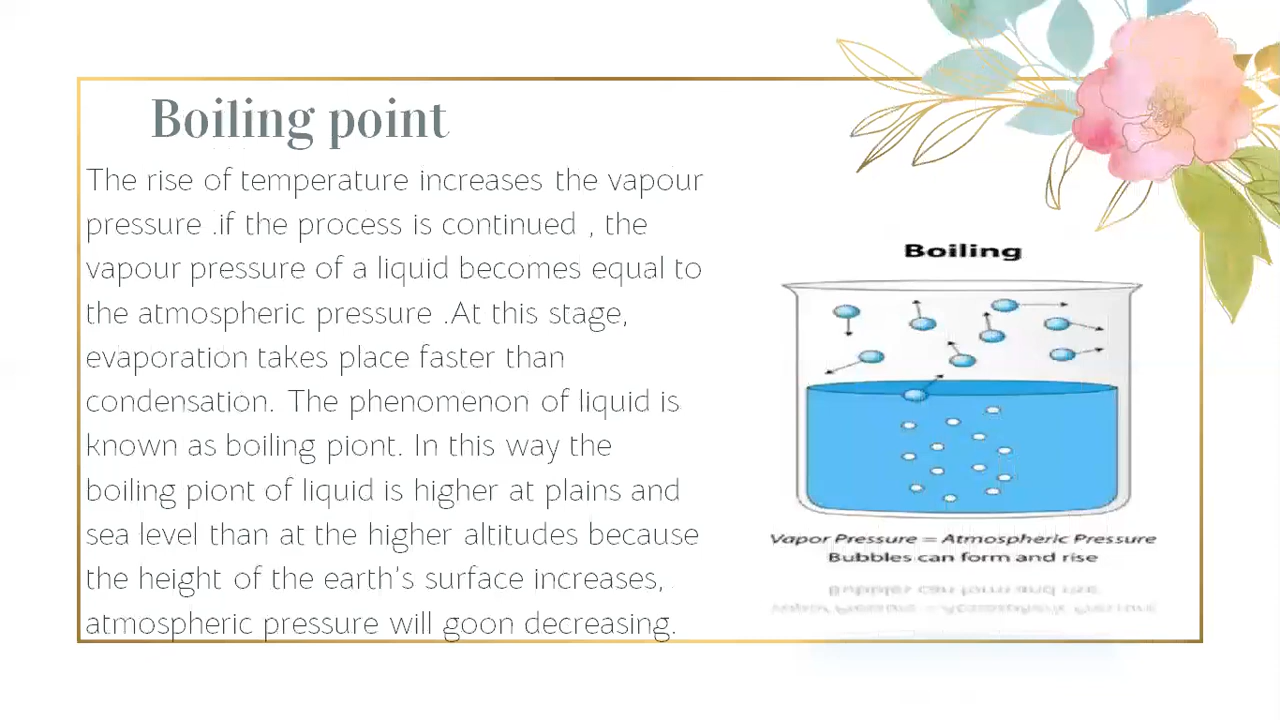 Boiling point
The rise of temperature increases the vapour
pressure .if the process is continued , the
vapour pressure of a liquid becomes equal to
the atmospheric pressure .At this stage,
evaporation takes place faster than
condensation. The phenomenon of liquid is
known as boiling piont. In this way the
boiling piont of liquid is higher at plains and
sea level than at the higher altitudes because
the height of the earth's surface increases,
atmospheric pressure will goon decreasing.
Boiling
Vapor Pressure = Atmospheric Pressure
Bubbles can form and rise